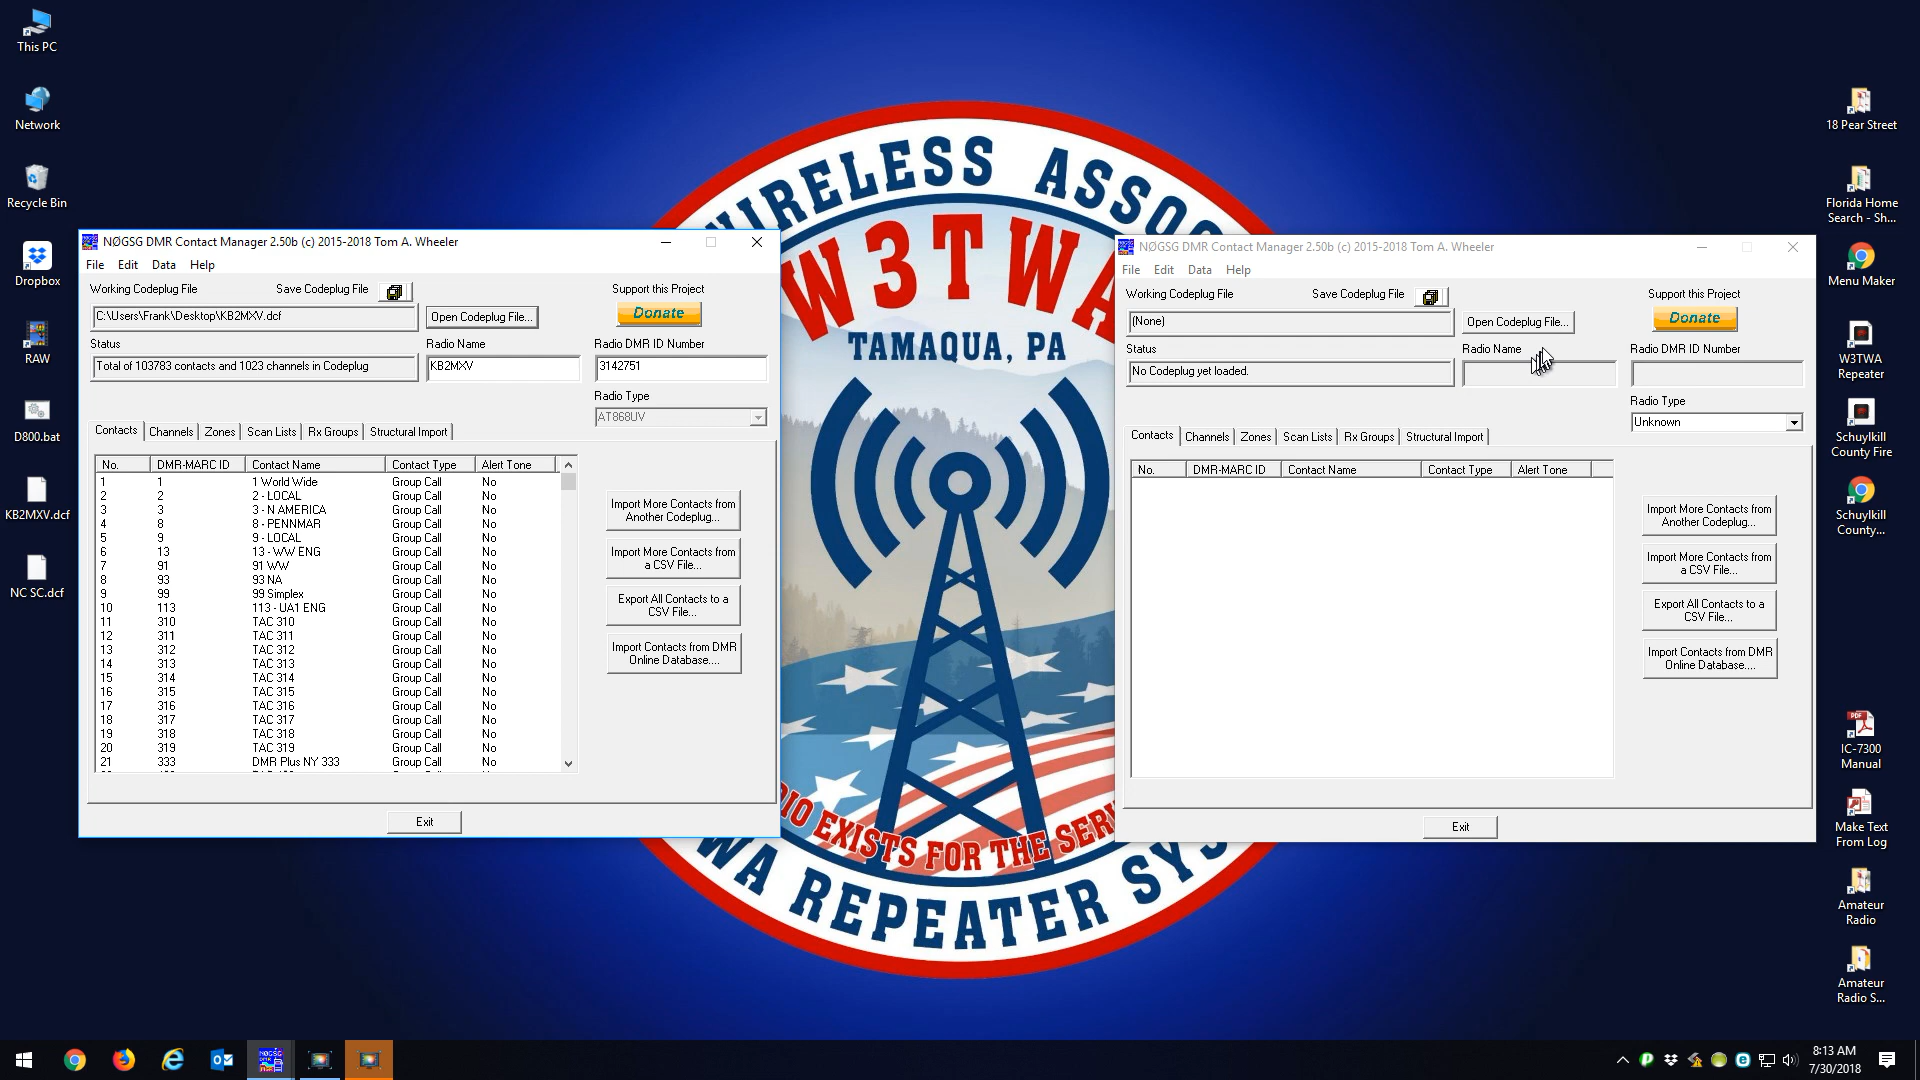 This PC
Network
Recycle Bin
Dropbox
RAW
D800.bat
KB2MXV.dcf
NC SC.dcf
WIRELESS ASSOC
W3TWA
TAMAQUA, PA
DIO EXISTS FOR THE SERV
WA REPEATER SYS
NØGSG DMR Contact Manager 2.50b (c) 2015-2018 Tom A. Wheeler
File Edit Data Help
Working Codeplug File Save Codeplug File Support this Project
C:\Users\Frank\Desktop\KB2MXV.dcf Open Codeplug File... Donate
Status Radio Name Radio DMR ID Number
Total of 103783 contacts and 1023 channels in Codeplug KB2MXV 3142751
Radio Type
AT868UV
Contacts Channels Zones Scan Lists Rx Groups Structural Import
No. DMR-MARC ID Contact Name Contact Type Alert Tone
1 1 1 World Wide Group Call No
2 2 2 - LOCAL Group Call No
3 3 3 - N AMERICA Group Call No
4 8 8 - PENNMAR Group Call No
5 9 9 - LOCAL Group Call No
6 13 13 - WW ENG Group Call No
7 91 91 WW Group Call No
8 93 93 NA Group Call No
9 99 99 Simplex Group Call No
10 113 113 - UA1 ENG Group Call No
11 310 TAC 310 Group Call No
12 311 TAC 311 Group Call No
13 312 TAC 312 Group Call No
14 313 TAC 313 Group Call No
15 314 TAC 314 Group Call No
16 315 TAC 315 Group Call No
17 316 TAC 316 Group Call No
18 317 TAC 317 Group Call No
19 318 TAC 318 Group Call No
20 319 TAC 319 Group Call No
21 333 DMR Plus NY 333 Group Call No
Import More Contacts from
Another Codeplug...
Import More Contacts from
a CSV File...
Export All Contacts to a
CSV File...
Import Contacts from DMR
Online Database....
Exit
NØGSG DMR Contact Manager 2.50b (c) 2015-2018 Tom A. Wheeler
File Edit Data Help
Working Codeplug File Save Codeplug File Support this Project
(None) Open Codeplug File... Donate
Status Radio Name Radio DMR ID Number
No Codeplug yet loaded.
Radio Type
Unknown
Contacts Channels Zones Scan Lists Rx Groups Structural Import
No. DMR-MARC ID Contact Name Contact Type Alert Tone
Import More Contacts from
Another Codeplug...
Import More Contacts from
a CSV File...
Export All Contacts to a
CSV File...
Import Contacts from DMR
Online Database....
Exit
18 Pear Street
Florida Home
Search - Sh...
Menu Maker
W3TWA
Repeater
Schuylkill
County Fire
Schuylkill
County...
IC-7300
Manual
Make Text
From Log
Amateur
Radio
Amateur
Radio S...
8:13 AM
7/30/2018